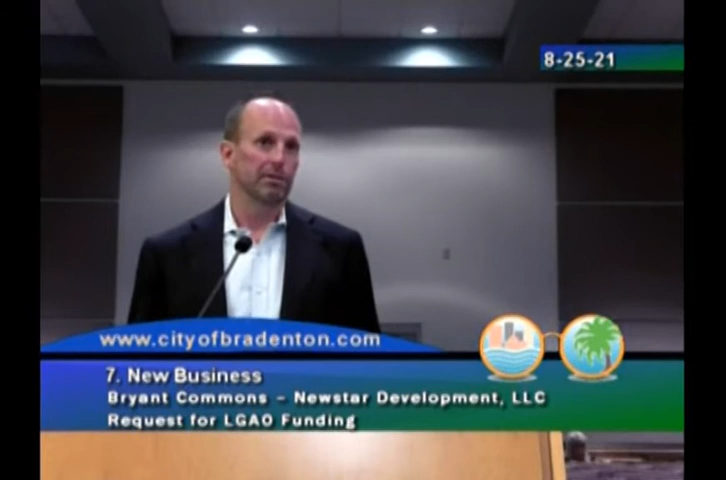 8-25-21
www.cityofbradenton.com
7. New Business
Bryant Commons – Newstar Development, LLC
Request for LGAO Funding